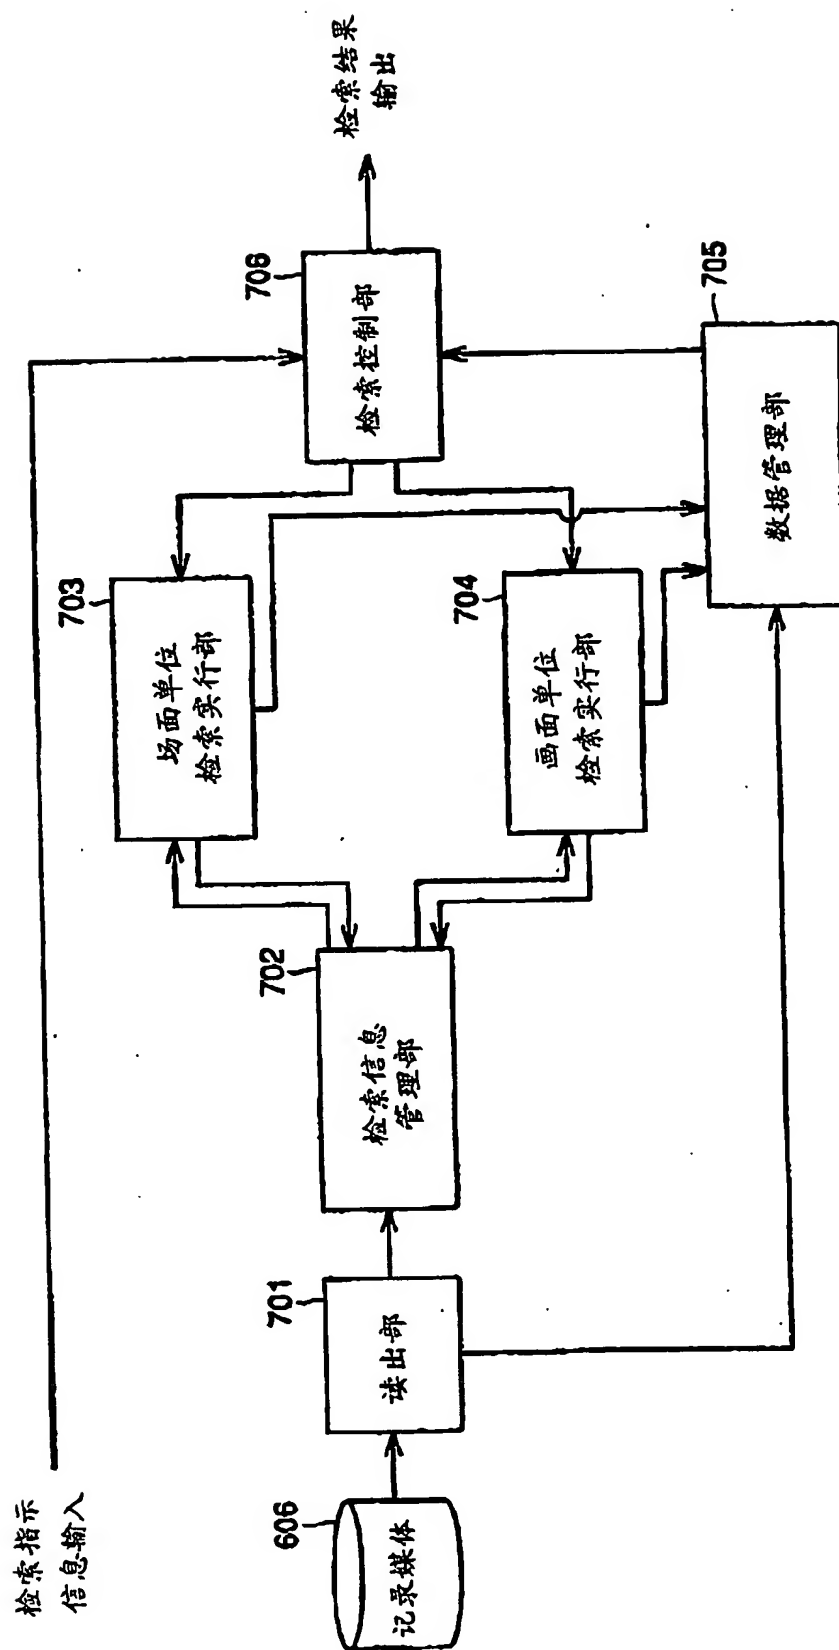 检索指示
信息输入
606
记录媒体
701
读出部
702
检索信息
管理部
703
场面单位
检索实行部
704
画面单位
检索实行部
705
数据管理部
706
检索控制部
检索结果
输出